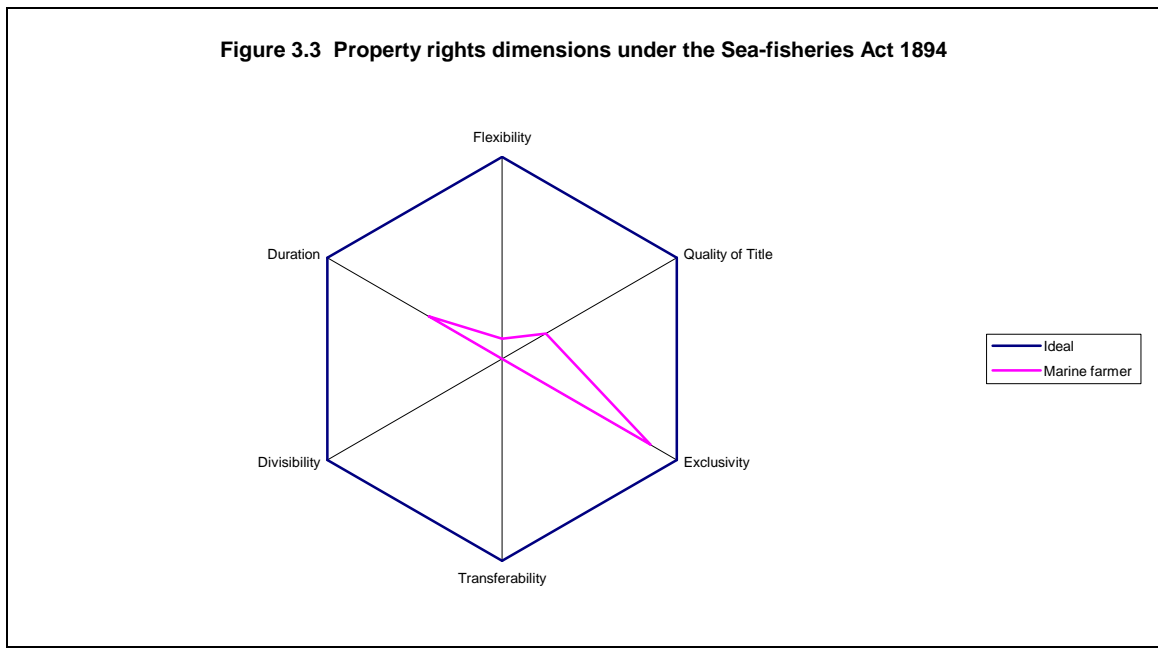 Figure 3.3 Property rights dimensions under the Sea-fisheries Act 1894
Flexibility
Duration
Quality of Title
Ideal
Marine farmer
Divisibility
Exclusivity
Transferability